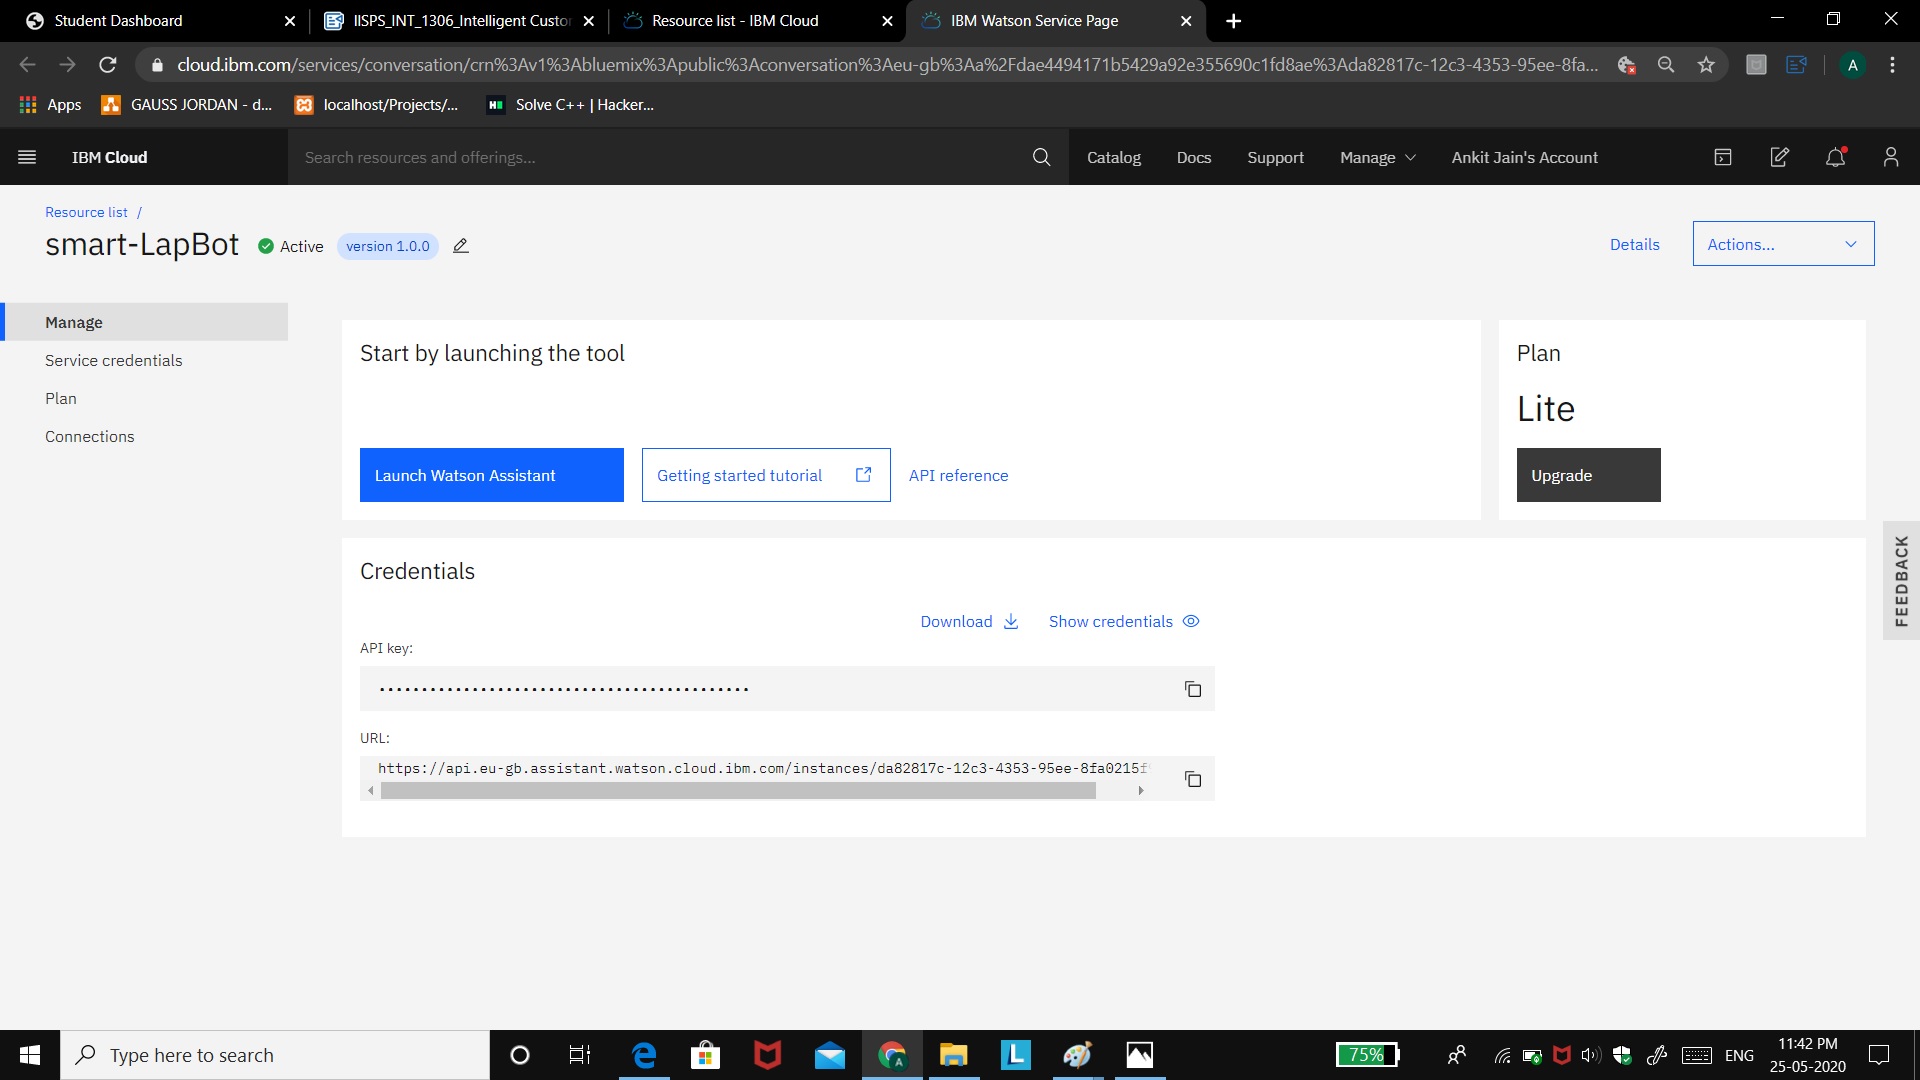 Student Dashboard
IISPS_INT_1306_Intelligent Custo
Resource list - IBM Cloud
IBM Watson Service Page
cloud.ibm.com/services/conversation/crn%3Av1%3Abluemix%3Apublic%3Aconversation%3Aeu-gb%3Aa%2Fdae4494171b5429a92e355690c1fd8ae%3Ada82817c-12c3-4353-95ee-8fa...
A
Apps
GAUSS JORDAN - d...
localhost/Projects/...
Solve C++ | Hacker...
IBM Cloud
Search resources and offerings...
Catalog
Docs
Support
Manage
Ankit Jain's Account
Resource list /
smart-LapBot
Active
version 1.0.0
Details
Actions...
Manage
Service credentials
Plan
Connections
Start by launching the tool
Launch Watson Assistant
Getting started tutorial
API reference
Plan
Lite
Upgrade
FEEDBACK
Credentials
Download
Show credentials
API key:
URL:
https://api.eu-gb.assistant.watson.cloud.ibm.com/instances/da82817c-12c3-4353-95ee-8fa0215f
Type here to search
75%
ENG
11:42 PM
25-05-2020